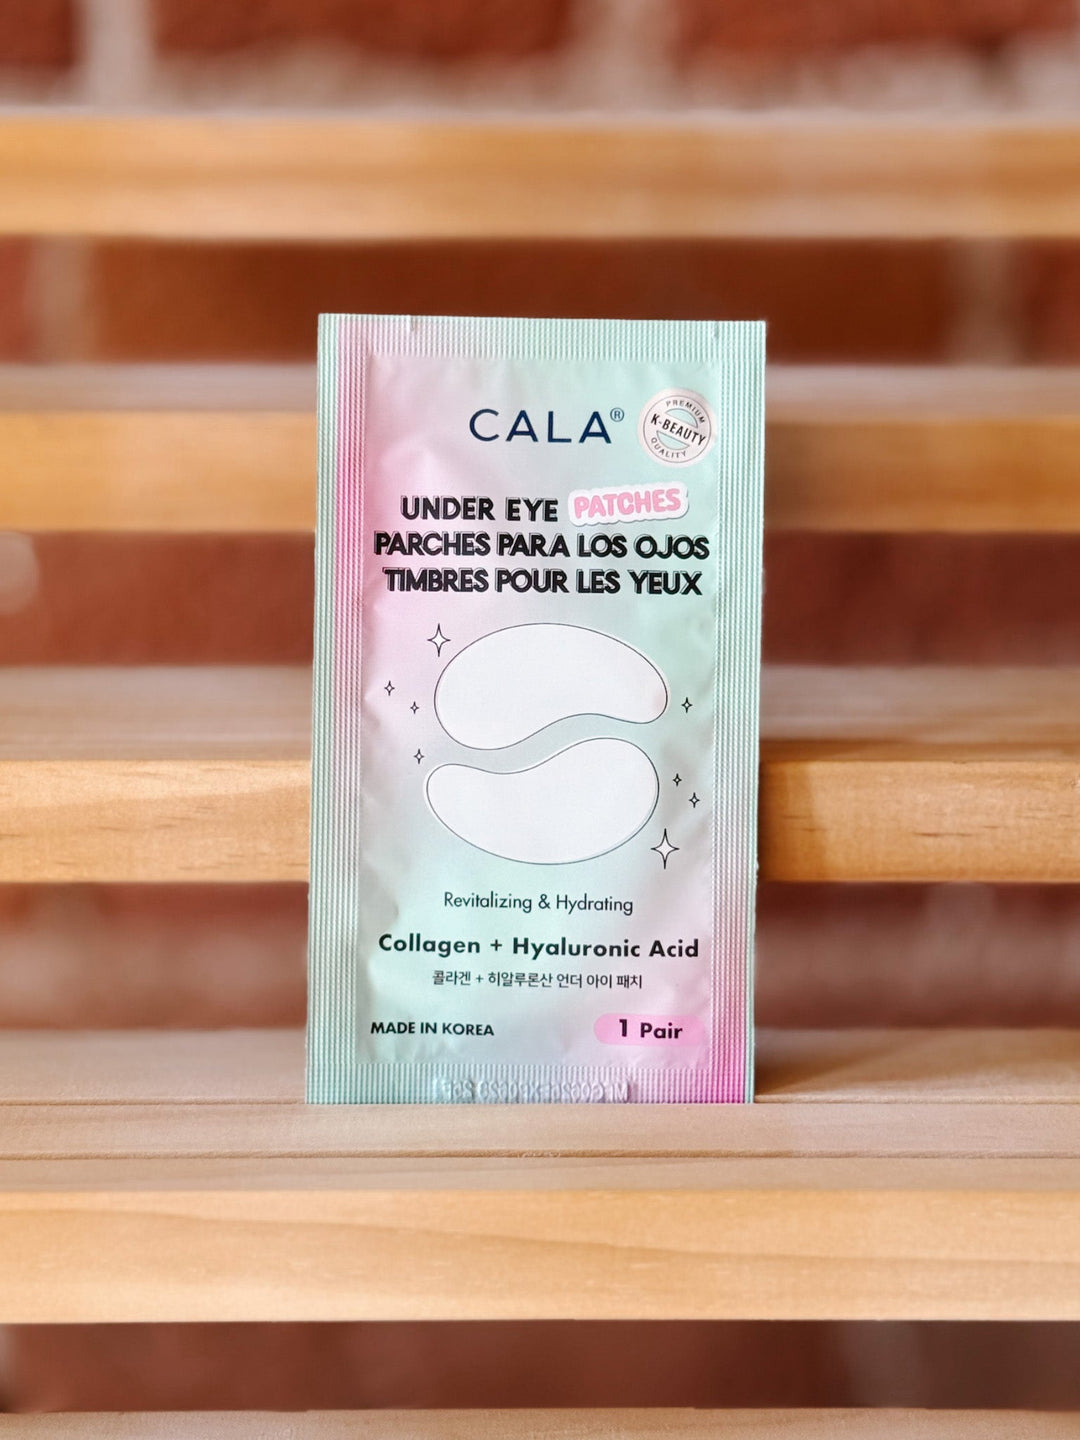 CALA®
PREMIUM
K-BEAUTY
QUALITY
UNDER EYE PATCHES
PARCHES PARA LOS OJOS
TIMBRES POUR LES YEUX
Revitalizing & Hydrating
Collagen + Hyaluronic Acid
콜라겐 + 히알루론산 언더 아이 패치
MADE IN KOREA
1 Pair